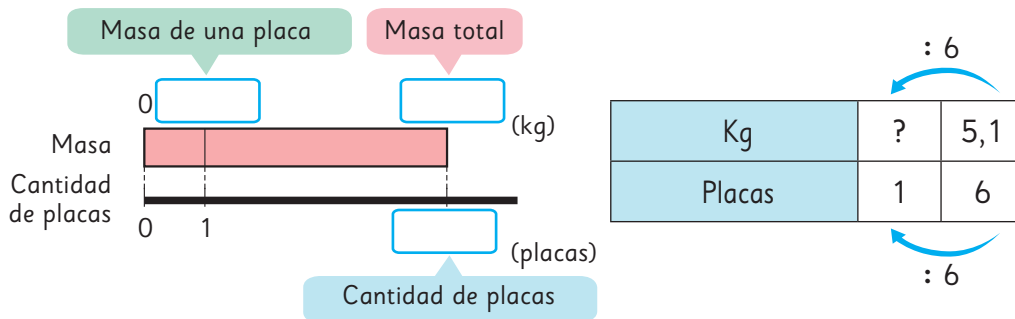 Masa de una placa
Masa total
0
(kg)
Masa
Cantidad
de placas
0 1
(placas)
Cantidad de placas
: 6
Kg ? 5,1
Placas 1 6
: 6